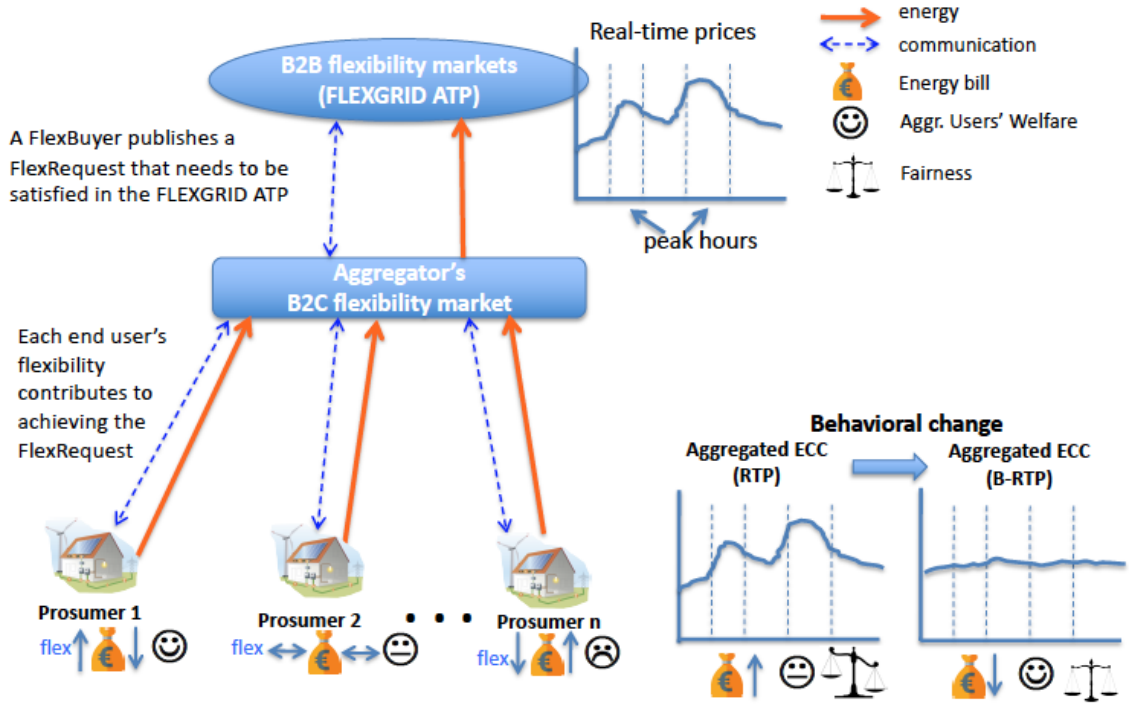 B2B flexibility markets
(FLEXGRID ATP)
Real-time prices
peak hours
energy
communication
€
Energy bill
Aggr. Users' Welfare
Fairness
A FlexBuyer publishes a
FlexRequest that needs to be
satisfied in the FLEXGRID ATP
Aggregator's
B2C flexibility market
Each end user's
flexibility
contributes to
achieving the
FlexRequest
Prosumer 1
flex
€
Prosumer 2
flex
€
• • •
Prosumer n
flex
€
Behavioral change
Aggregated ECC
(RTP)
€
Aggregated ECC
(B-RTP)
€